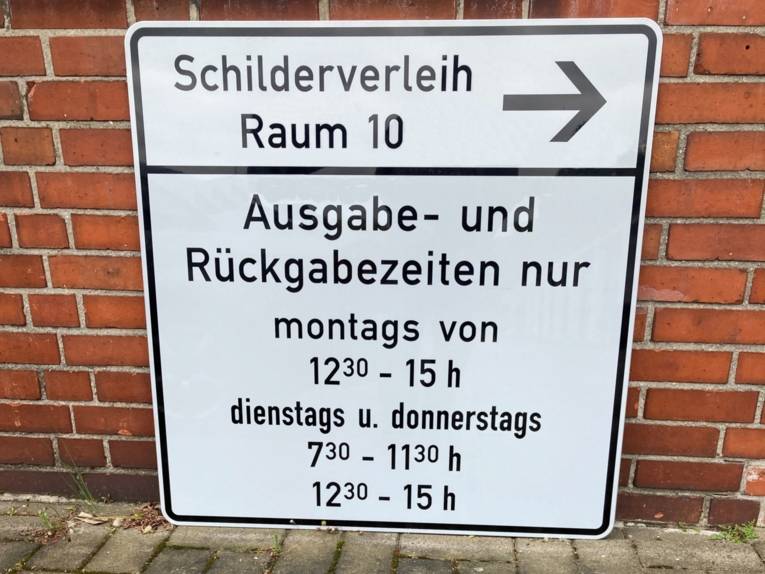 Schilderverleih
Raum 10
Ausgabe- und
Rückgabezeiten nur
montags von
12³⁰ - 15 h
dienstags u. donnerstags
7³⁰ - 11³⁰ h
12³⁰ - 15 h